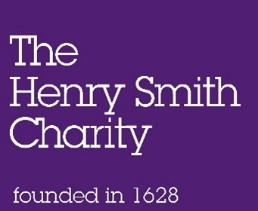 The
Henry Smith
Charity
founded in 1628